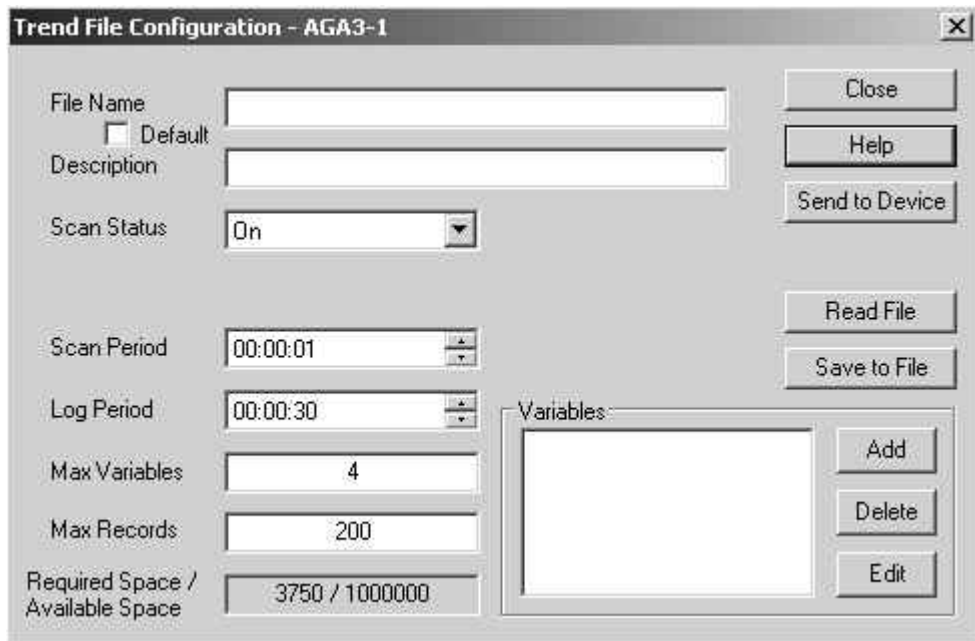 Trend File Configuration - AGA3-1
File Name
Default
Description
Scan Status
On
Scan Period
00:00:01
Log Period
00:00:30
Max Variables
4
Max Records
200
Required Space /
Available Space
3750 / 1000000
Close
Help
Send to Device
Read File
Save to File
Variables
Add
Delete
Edit